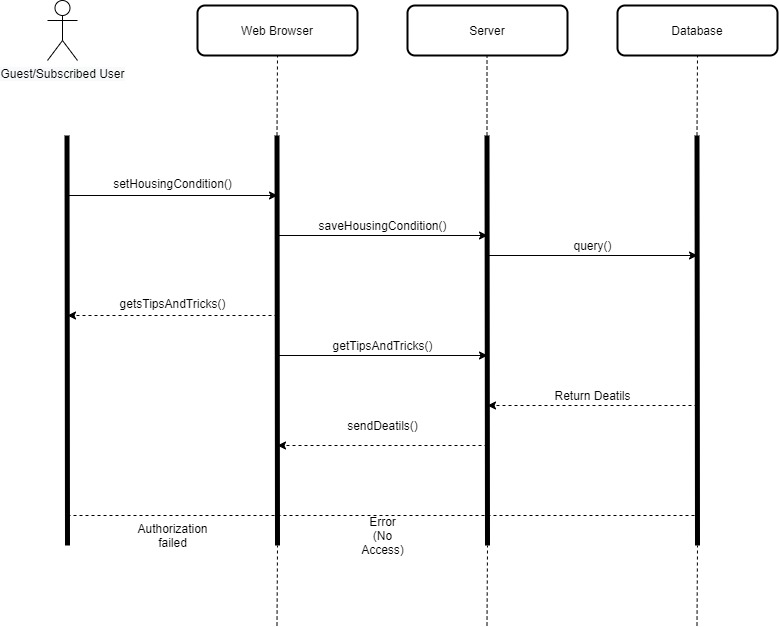 Guest/Subscribed User
Web Browser
Server
Database
setHousingCondition()
saveHousingCondition()
query()
getsTipsAndTricks()
getTipsAndTricks()
Return Deatils
sendDeatils()
Authorization
failed
Error
(No
Access)